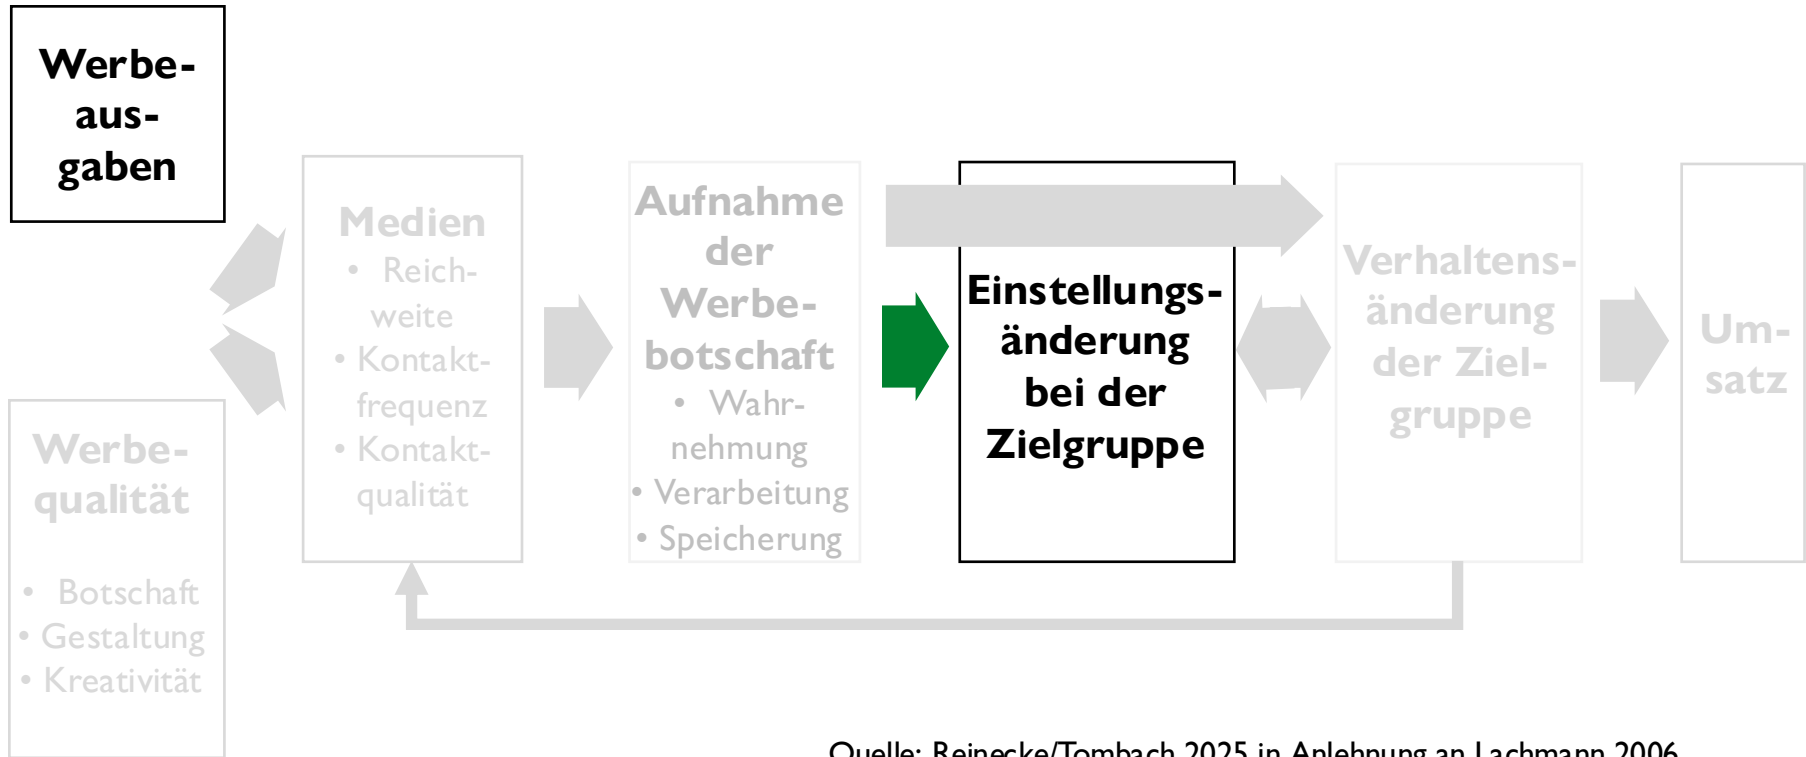 Werbe-
aus-
gaben
Werbe-
qualität
• Botschaft
• Gestaltung
• Kreativität
Medien
• Reich-
weite
• Kontakt-
frequenz
• Kontakt-
qualität
Aufnahme
der
Werbe-
botschaft
• Wahr-
nehmung
• Verarbeitung
• Speicherung
Einstellungs-
änderung
bei der
Zielgruppe
Verhaltens-
änderung
der Ziel-
gruppe
Um-
satz
Quelle: Reinecke/Tombach 2025 in Anlehnung an Lachmann 2006